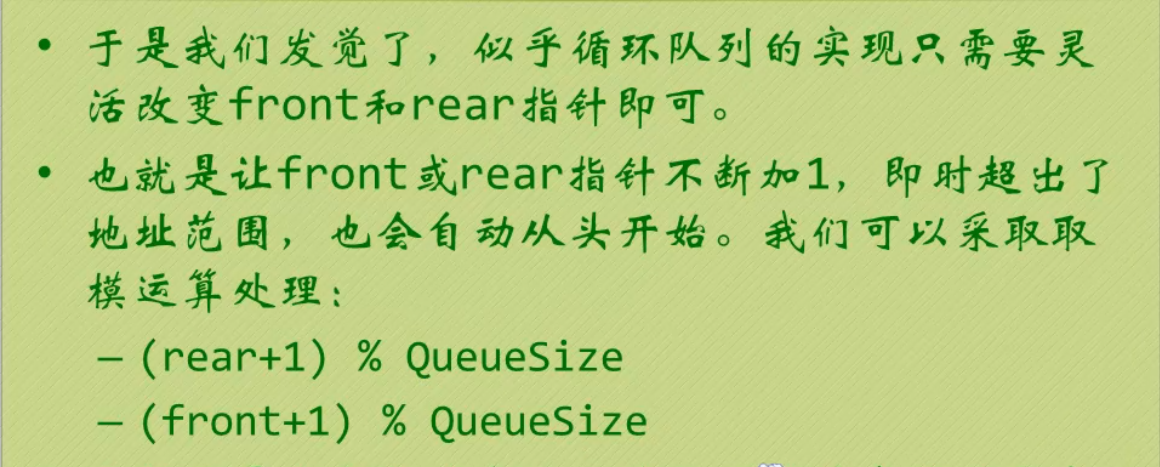 • 于是我们发觉了，似乎循环队列的实现只需要灵
活改变front和rear指针即可。
• 也就是让front或rear指针不断加1，即时超出了
地址范围，也会自动从头开始。我们可以采取取
模运算处理：
– (rear+1) % QueueSize
– (front+1) % QueueSize